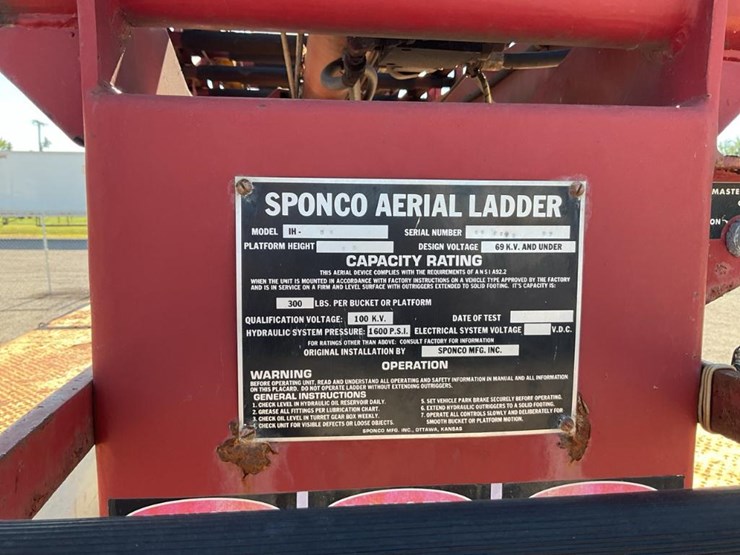 SPONCO AERIAL LADDER
MODEL IH- SERIAL NUMBER
PLATFORM HEIGHT DESIGN VOLTAGE 69 K.V. AND UNDER
CAPACITY RATING
THIS AERIAL DEVICE COMPLIES WITH THE REQUIREMENTS OF ANSI A92.2
WHEN THE UNIT IS MOUNTED IN ACCORDANCE WITH FACTORY INSTRUCTIONS ON A VEHICLE TYPE APPROVED BY THE FACTORY
AND IS IN SERVICE ON A FIRM AND LEVEL SURFACE WITH OUTRIGGERS EXTENDED TO SOLID FOOTING. IT'S CAPACITY IS:
300 LBS. PER BUCKET OR PLATFORM
QUALIFICATION VOLTAGE: 100 K.V. DATE OF TEST
HYDRAULIC SYSTEM PRESSURE: 1600 P.S.I. ELECTRICAL SYSTEM VOLTAGE V.D.C.
FOR RATINGS OTHER THAN ABOVE: CONSULT FACTORY FOR INFORMATION
ORIGINAL INSTALLATION BY SPONCO MFG. INC.
OPERATION
WARNING
BEFORE OPERATING UNIT, READ AND UNDERSTAND ALL OPERATING AND SAFETY INFORMATION IN MANUAL AND ALL INFORMATION
ON THIS PLACARD. DO NOT OPERATE LADDER WITHOUT EXTENDING OUTRIGGERS.
GENERAL INSTRUCTIONS
1. CHECK LEVEL IN HYDRAULIC OIL RESERVOIR DAILY.
2. GREASE ALL FITTINGS PER LUBRICATION CHART.
3. CHECK OIL LEVEL IN TURRET GEAR BOX WEEKLY.
4. CHECK UNIT FOR VISIBLE DEFECTS OR LOOSE OBJECTS.
5. SET VEHICLE PARK BRAKE SECURELY BEFORE OPERATING.
6. EXTEND HYDRAULIC OUTRIGGERS TO A SOLID FOOTING.
7. OPERATE ALL CONTROLS SLOWLY AND DELIBERATELY FOR
SMOOTH BUCKET OR PLATFORM MOTION.
SPONCO MFG. INC., OTTAWA, KANSAS
MASTE
ON